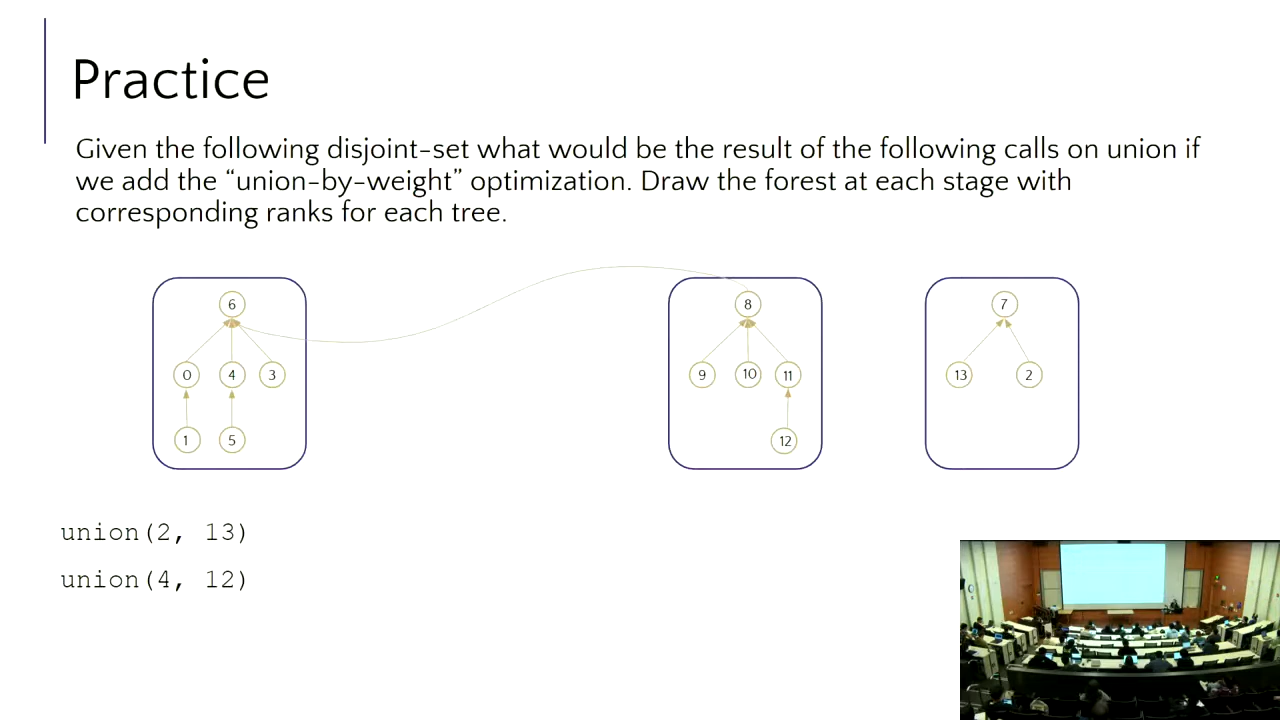 Practice
Given the following disjoint-set what would be the result of the following calls on union if
we add the “union-by-weight” optimization. Draw the forest at each stage with
corresponding ranks for each tree.
6
8
7
0
4
3
9
10
11
13
2
1
5
12
union(2, 13)
union(4, 12)